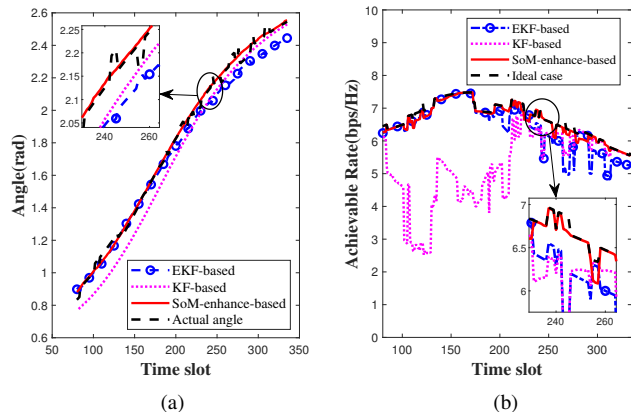 2.6
2.4
2.2
2
1.8
1.6
1.4
1.2
1
0.8
0.6
50 100 150 200 250 300 350
Angle(rad)
Time slot
2.25
2.2
2.15
2.1
2.05
240 260
EKF-based
KF-based
SoM-enhance-based
Actual angle
(a)
10
9
8
7
6
5
4
3
2
1
0
100 150 200 250 300
Achievable Rate(bps/Hz)
Time slot
EKF-based
KF-based
SoM-enhance-based
Ideal case
7
6.5
6
240 260
(b)